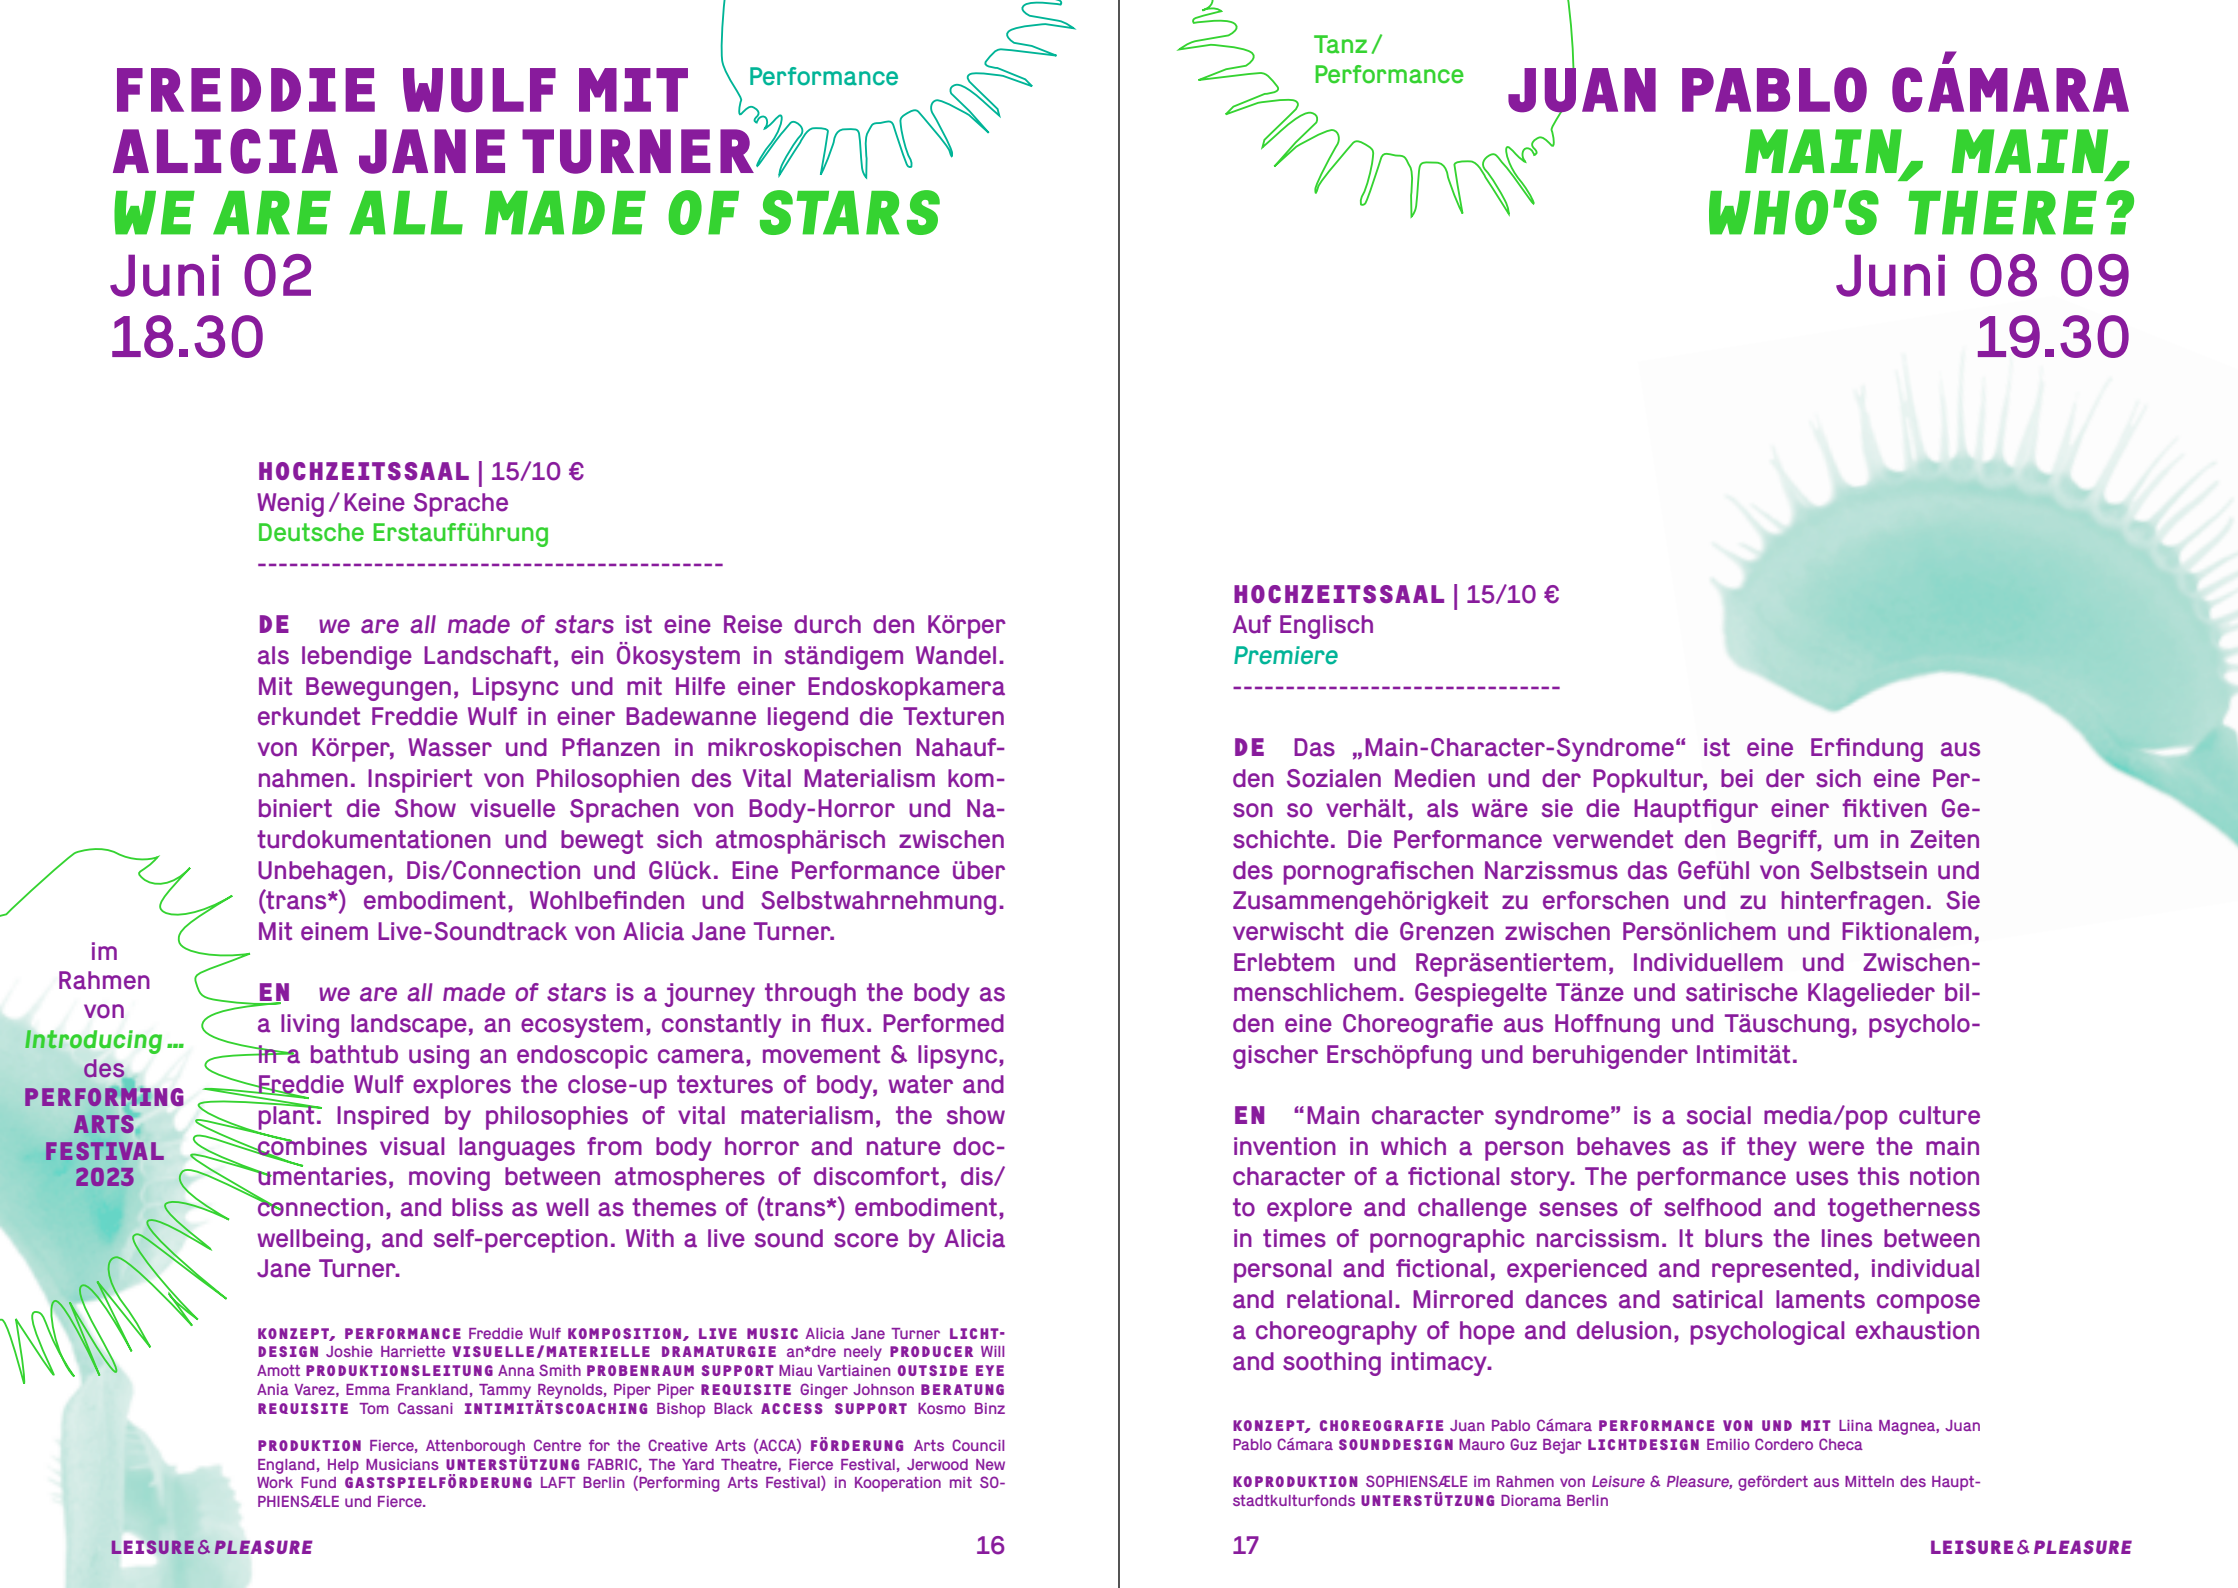 Performance
FREDDIE WULF MIT
ALICIA JANE TURNER
WE ARE ALL MADE OF STARS
Juni 02
18.30
HOCHZEITSSAAL | 15/10 €
Wenig / Keine Sprache
Deutsche Erstaufführung
--------------------------------------------
DE we are all made of stars ist eine Reise durch den Körper
als lebendige Landschaft, ein Ökosystem in ständigem Wandel.
Mit Bewegungen, Lipsync und mit Hilfe einer Endoskopkamera
erkundet Freddie Wulf in einer Badewanne liegend die Texturen
von Körper, Wasser und Pflanzen in mikroskopischen Nahauf-
nahmen. Inspiriert von Philosophien des Vital Materialism kom-
biniert die Show visuelle Sprachen von Body-Horror und Na-
turdokumentationen und bewegt sich atmosphärisch zwischen
Unbehagen, Dis/Connection und Glück. Eine Performance über
(trans*) embodiment, Wohlbefinden und Selbstwahrnehmung.
Mit einem Live-Soundtrack von Alicia Jane Turner.
EN we are all made of stars is a journey through the body as
a living landscape, an ecosystem, constantly in flux. Performed
in a bathtub using an endoscopic camera, movement & lipsync,
Freddie Wulf explores the close-up textures of body, water and
plant. Inspired by philosophies of vital materialism, the show
combines visual languages from body horror and nature doc-
umentaries, moving between atmospheres of discomfort, dis/
connection, and bliss as well as themes of (trans*) embodiment,
wellbeing, and self-perception. With a live sound score by Alicia
Jane Turner.
im
Rahmen
von
Introducing ...
des
PERFORMING
ARTS
FESTIVAL
2023
KONZEPT, PERFORMANCE Freddie Wulf KOMPOSITION, LIVE MUSIC Alicia Jane Turner LICHT-
DESIGN Joshie Harriette VISUELLE/MATERIELLE DRAMATURGIE an*dre neely PRODUCER Will
Amott PRODUKTIONSLEITUNG Anna Smith PROBENRAUM SUPPORT Miau Vartiainen OUTSIDE EYE
Ania Varez, Emma Frankland, Tammy Reynolds, Piper Piper REQUISITE Ginger Johnson BERATUNG
REQUISITE Tom Cassani INTIMITÄTSCOACHING Bishop Black ACCESS SUPPORT Kosmo Binz
PRODUKTION Fierce, Attenborough Centre for the Creative Arts (ACCA) FÖRDERUNG Arts Council
England, Help Musicians UNTERSTÜTZUNG FABRIC, The Yard Theatre, Fierce Festival, Jerwood New
Work Fund GASTSPIELFÖRDERUNG LAFT Berlin (Performing Arts Festival) in Kooperation mit SO-
PHIENSÆLE und Fierce.
LEISURE & PLEASURE
16
Tanz /
Performance
JUAN PABLO CÁMARA
MAIN, MAIN,
WHO'S THERE?
Juni 08 09
19.30
HOCHZEITSSAAL | 15/10 €
Auf Englisch
Premiere
-------------------------------
DE Das „Main-Character-Syndrome“ ist eine Erfindung aus
den Sozialen Medien und der Popkultur, bei der sich eine Per-
son so verhält, als wäre sie die Hauptfigur einer fiktiven Ge-
schichte. Die Performance verwendet den Begriff, um in Zeiten
des pornografischen Narzissmus das Gefühl von Selbstsein und
Zusammengehörigkeit zu erforschen und zu hinterfragen. Sie
verwischt die Grenzen zwischen Persönlichem und Fiktionalem,
Erlebtem und Repräsentiertem, Individuellem und Zwischen-
menschlichem. Gespiegelte Tänze und satirische Klagelieder bil-
den eine Choreografie aus Hoffnung und Täuschung, psycholo-
gischer Erschöpfung und beruhigender Intimität.
EN “Main character syndrome” is a social media/pop culture
invention in which a person behaves as if they were the main
character of a fictional story. The performance uses this notion
to explore and challenge senses of selfhood and togetherness
in times of pornographic narcissism. It blurs the lines between
personal and fictional, experienced and represented, individual
and relational. Mirrored dances and satirical laments compose
a choreography of hope and delusion, psychological exhaustion
and soothing intimacy.
KONZEPT, CHOREOGRAFIE Juan Pablo Cámara PERFORMANCE VON UND MIT Liina Magnea, Juan
Pablo Cámara SOUNDDESIGN Mauro Guz Bejar LICHTDESIGN Emilio Cordero Checa
KOPRODUKTION SOPHIENSÆLE im Rahmen von Leisure & Pleasure, gefördert aus Mitteln des Haupt-
stadtkulturfonds UNTERSTÜTZUNG Diorama Berlin
17
LEISURE & PLEASURE